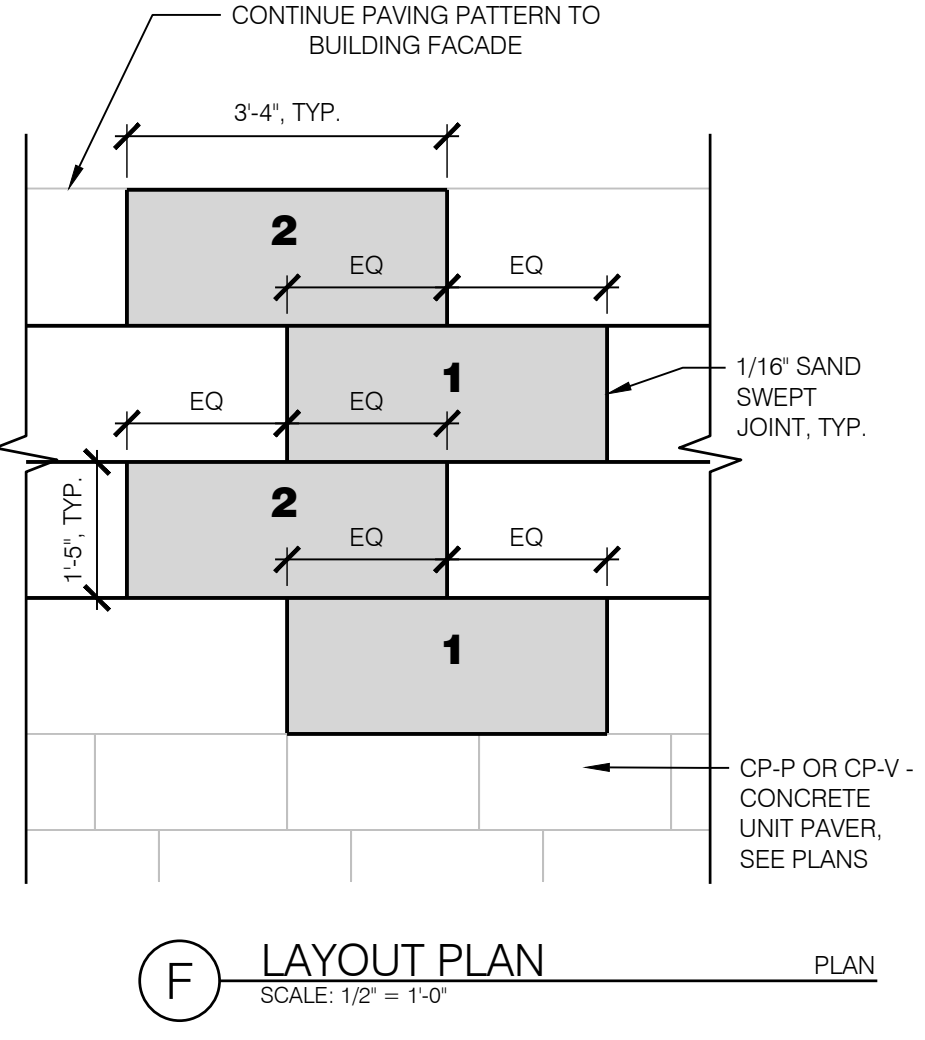 CONTINUE PAVING PATTERN TO
BUILDING FACADE
3'-4", TYP.
2
EQ
EQ
1
1/16" SAND
SWEPT
JOINT, TYP.
EQ
EQ
1'-5", TYP.
2
EQ
EQ
1
CP-P OR CP-V -
CONCRETE
UNIT PAVER,
SEE PLANS
F
LAYOUT PLAN
PLAN
SCALE: 1/2" = 1'-0"